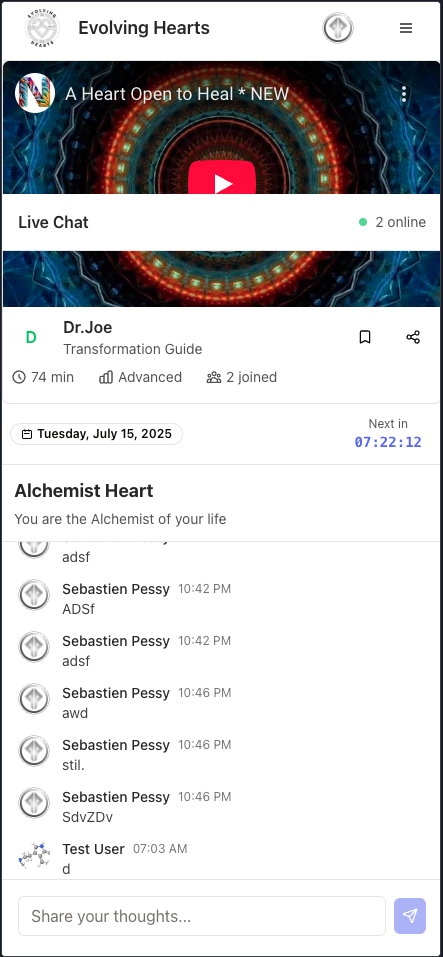 EVOLVING
HEARTS
Evolving Hearts
A Heart Open to Heal * NEW
Live Chat
2 online
D
Dr.Joe
Transformation Guide
74 min
Advanced
2 joined
Tuesday, July 15, 2025
Next in
07:22:12
Alchemist Heart
You are the Alchemist of your life
adsf
Sebastien Pessy 10:42 PM
ADSf
Sebastien Pessy 10:42 PM
adsf
Sebastien Pessy 10:46 PM
awd
Sebastien Pessy 10:46 PM
stil.
Sebastien Pessy 10:46 PM
SdvZDv
Test User 07:03 AM
d
Share your thoughts...